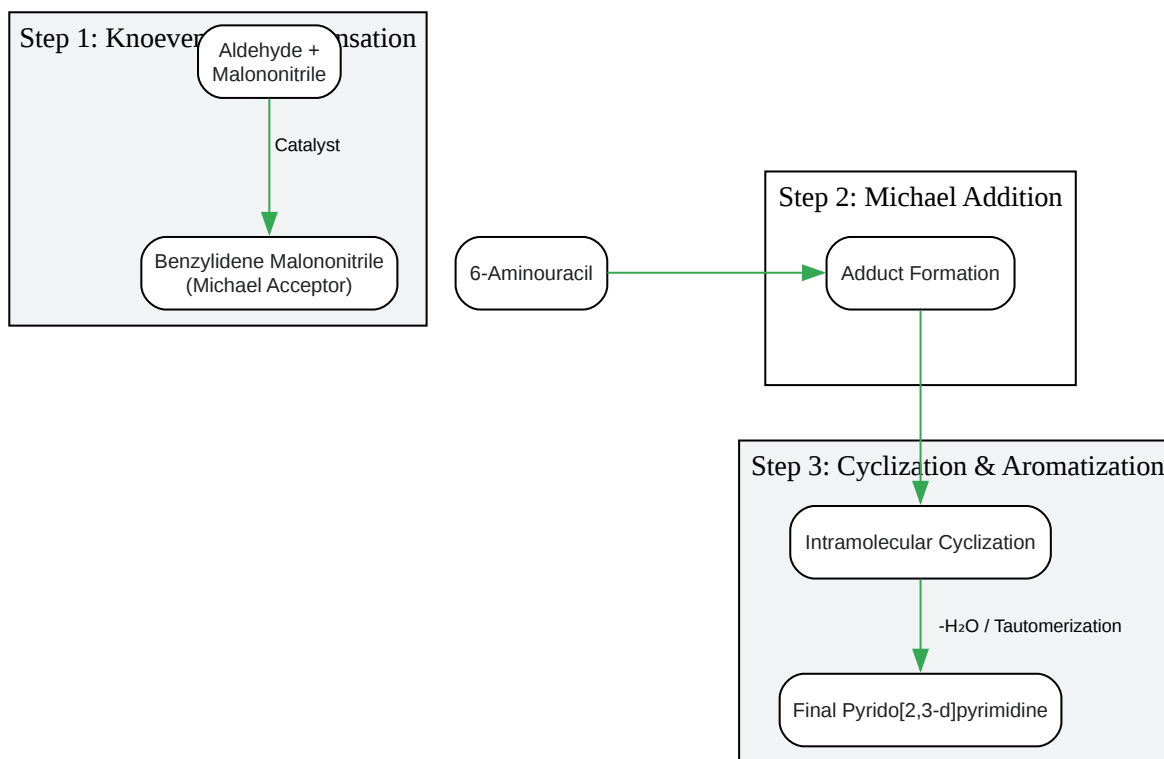 Step 1: Knoeven nsation
Aldehyde +
Malononitrile
Catalyst
Benzylidene Malononitrile
(Michael Acceptor)
6-Aminouracil
Step 2: Michael Addition
Adduct Formation
Step 3: Cyclization & Aromatization
Intramolecular Cyclization
-H₂O / Tautomerization
Final Pyrido[2,3-d]pyrimidine